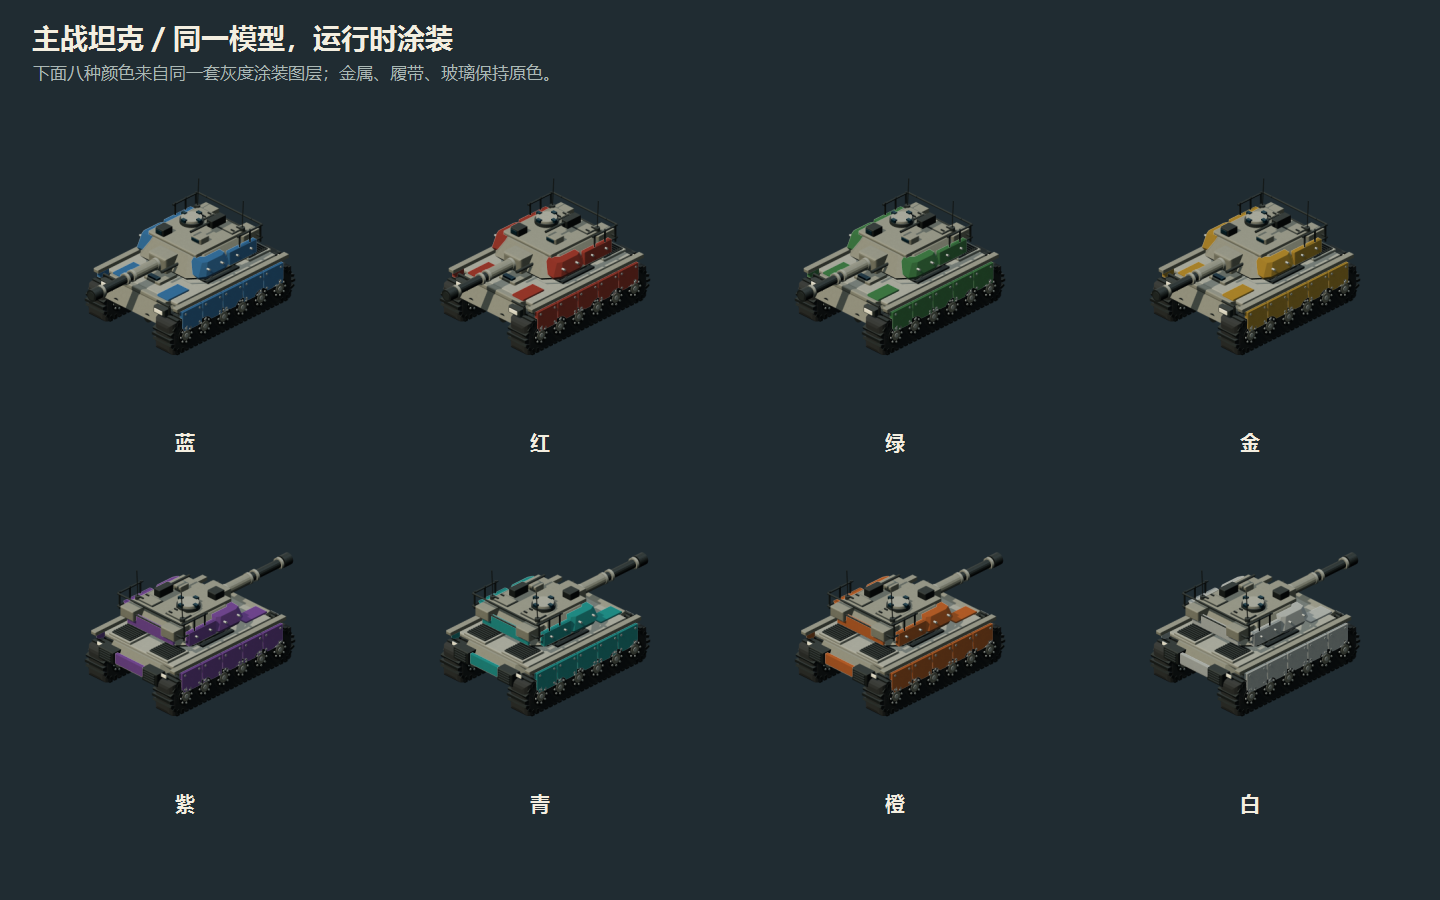 主战坦克 / 同一模型，运行时涂装
下面八种颜色来自同一套灰度涂装图层；金属、履带、玻璃保持原色。
蓝
红
绿
金
紫
青
橙
白